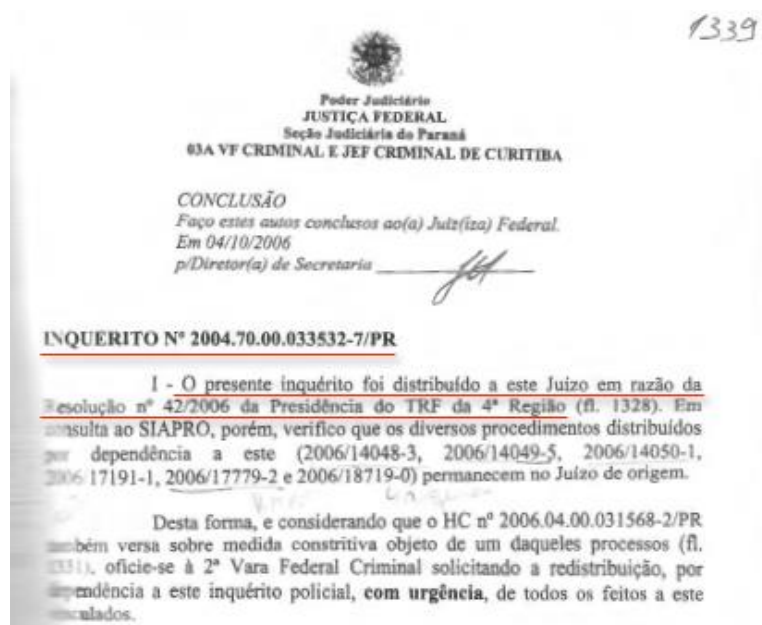 1339
Poder Judiciário
JUSTIÇA FEDERAL
Seção Judiciária do Paraná
03A VF CRIMINAL E JEF CRIMINAL DE CURITIBA
CONCLUSÃO
Faço estes autos conclusos ao(a) Juiz(íza) Federal.
Em 04/10/2006
p/Diretor(a) de Secretaria
INQUERITO Nº 2004.70.00.033532-7/PR
I - O presente inquérito foi distribuído a este Juizo em razão da
Resolução nº 42/2006 da Presidência do TRF da 4ª Região (fl. 1328). Em
consulta ao SIAPRO, porém, verifico que os diversos procedimentos distribuídos
por dependência a este (2006/14048-3, 2006/14049-5, 2006/14050-1,
2006/17191-1, 2006/17779-2 e 2006/18719-0) permanecem no Juízo de origem.
Desta forma, e considerando que o HC nº 2006.04.00.031568-2/PR
também versa sobre medida constritiva objeto de um daqueles processos (fl.
1331), oficie-se à 2ª Vara Federal Criminal solicitando a redistribuição, por
dependência a este inquérito policial, com urgência, de todos os feitos a este
vinculados.